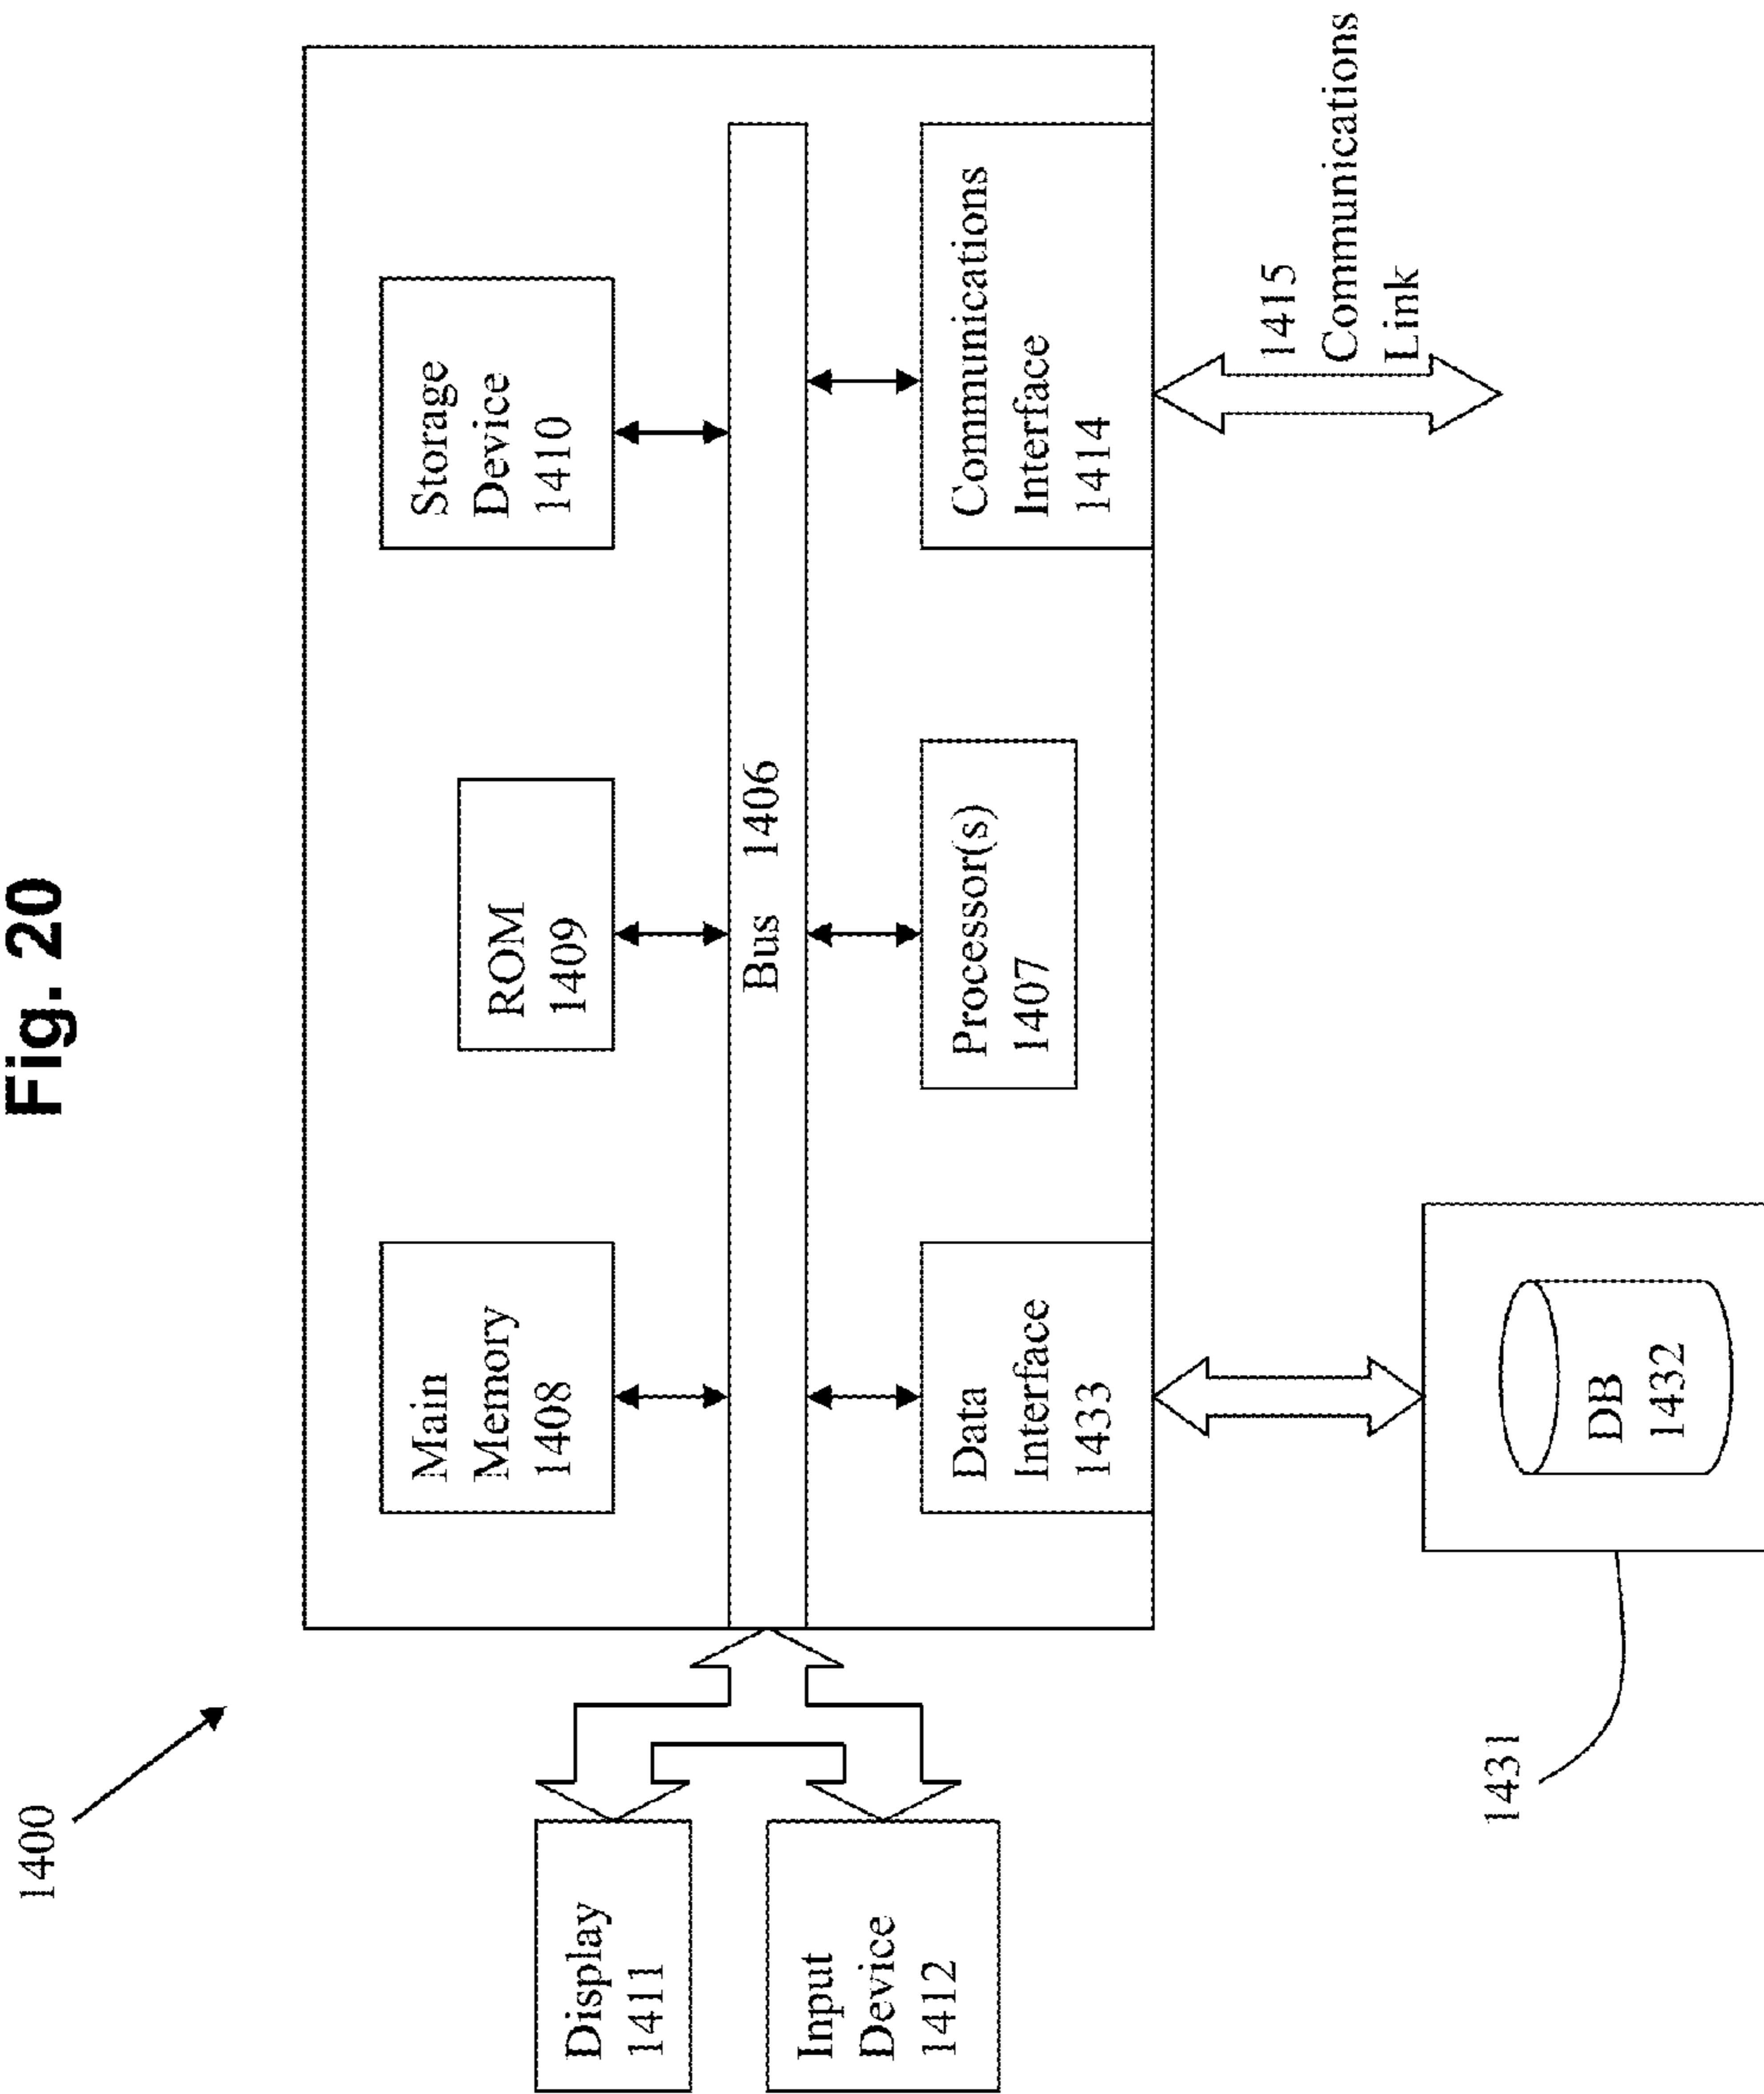 Fig. 20
1400
Display
1411
Input
Device
1412
Main
Memory
1408
ROM
1409
Storage
Device
1410
Bus 1406
Data
Interface
1433
Processor(s)
1407
Communications
Interface
1414
1415
Communications
Link
1431
DB
1432